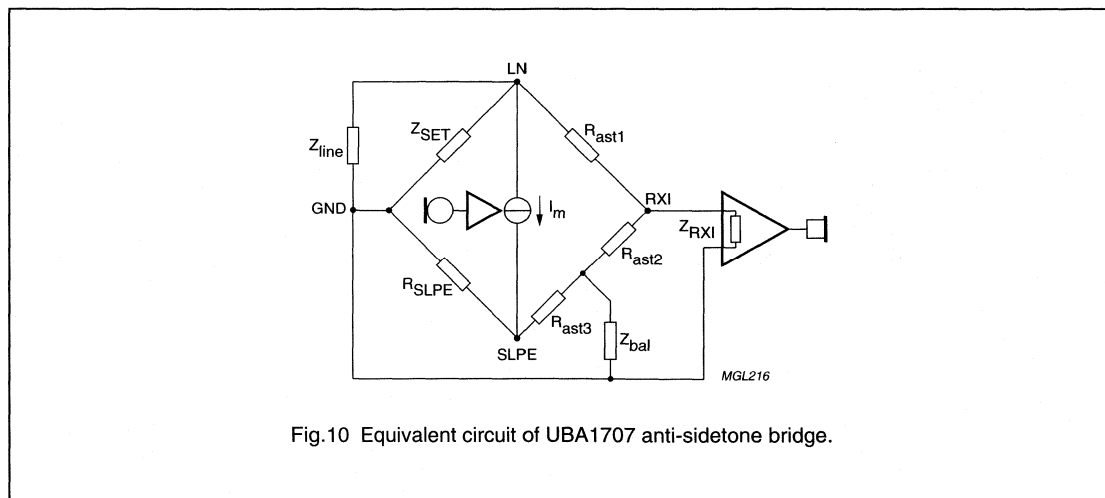 LN
Z_SET
R_ast1
Z_line
GND
I_m
RXI
Z_RXI
R_ast2
R_SLPE
R_ast3
Z_bal
SLPE
MGL216
Fig.10 Equivalent circuit of UBA1707 anti-sidetone bridge.